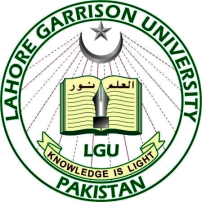 LAHORE GARRISON UNIVERSITY
العلم نور
LGU
KNOWLEDGE IS LIGHT
PAKISTAN